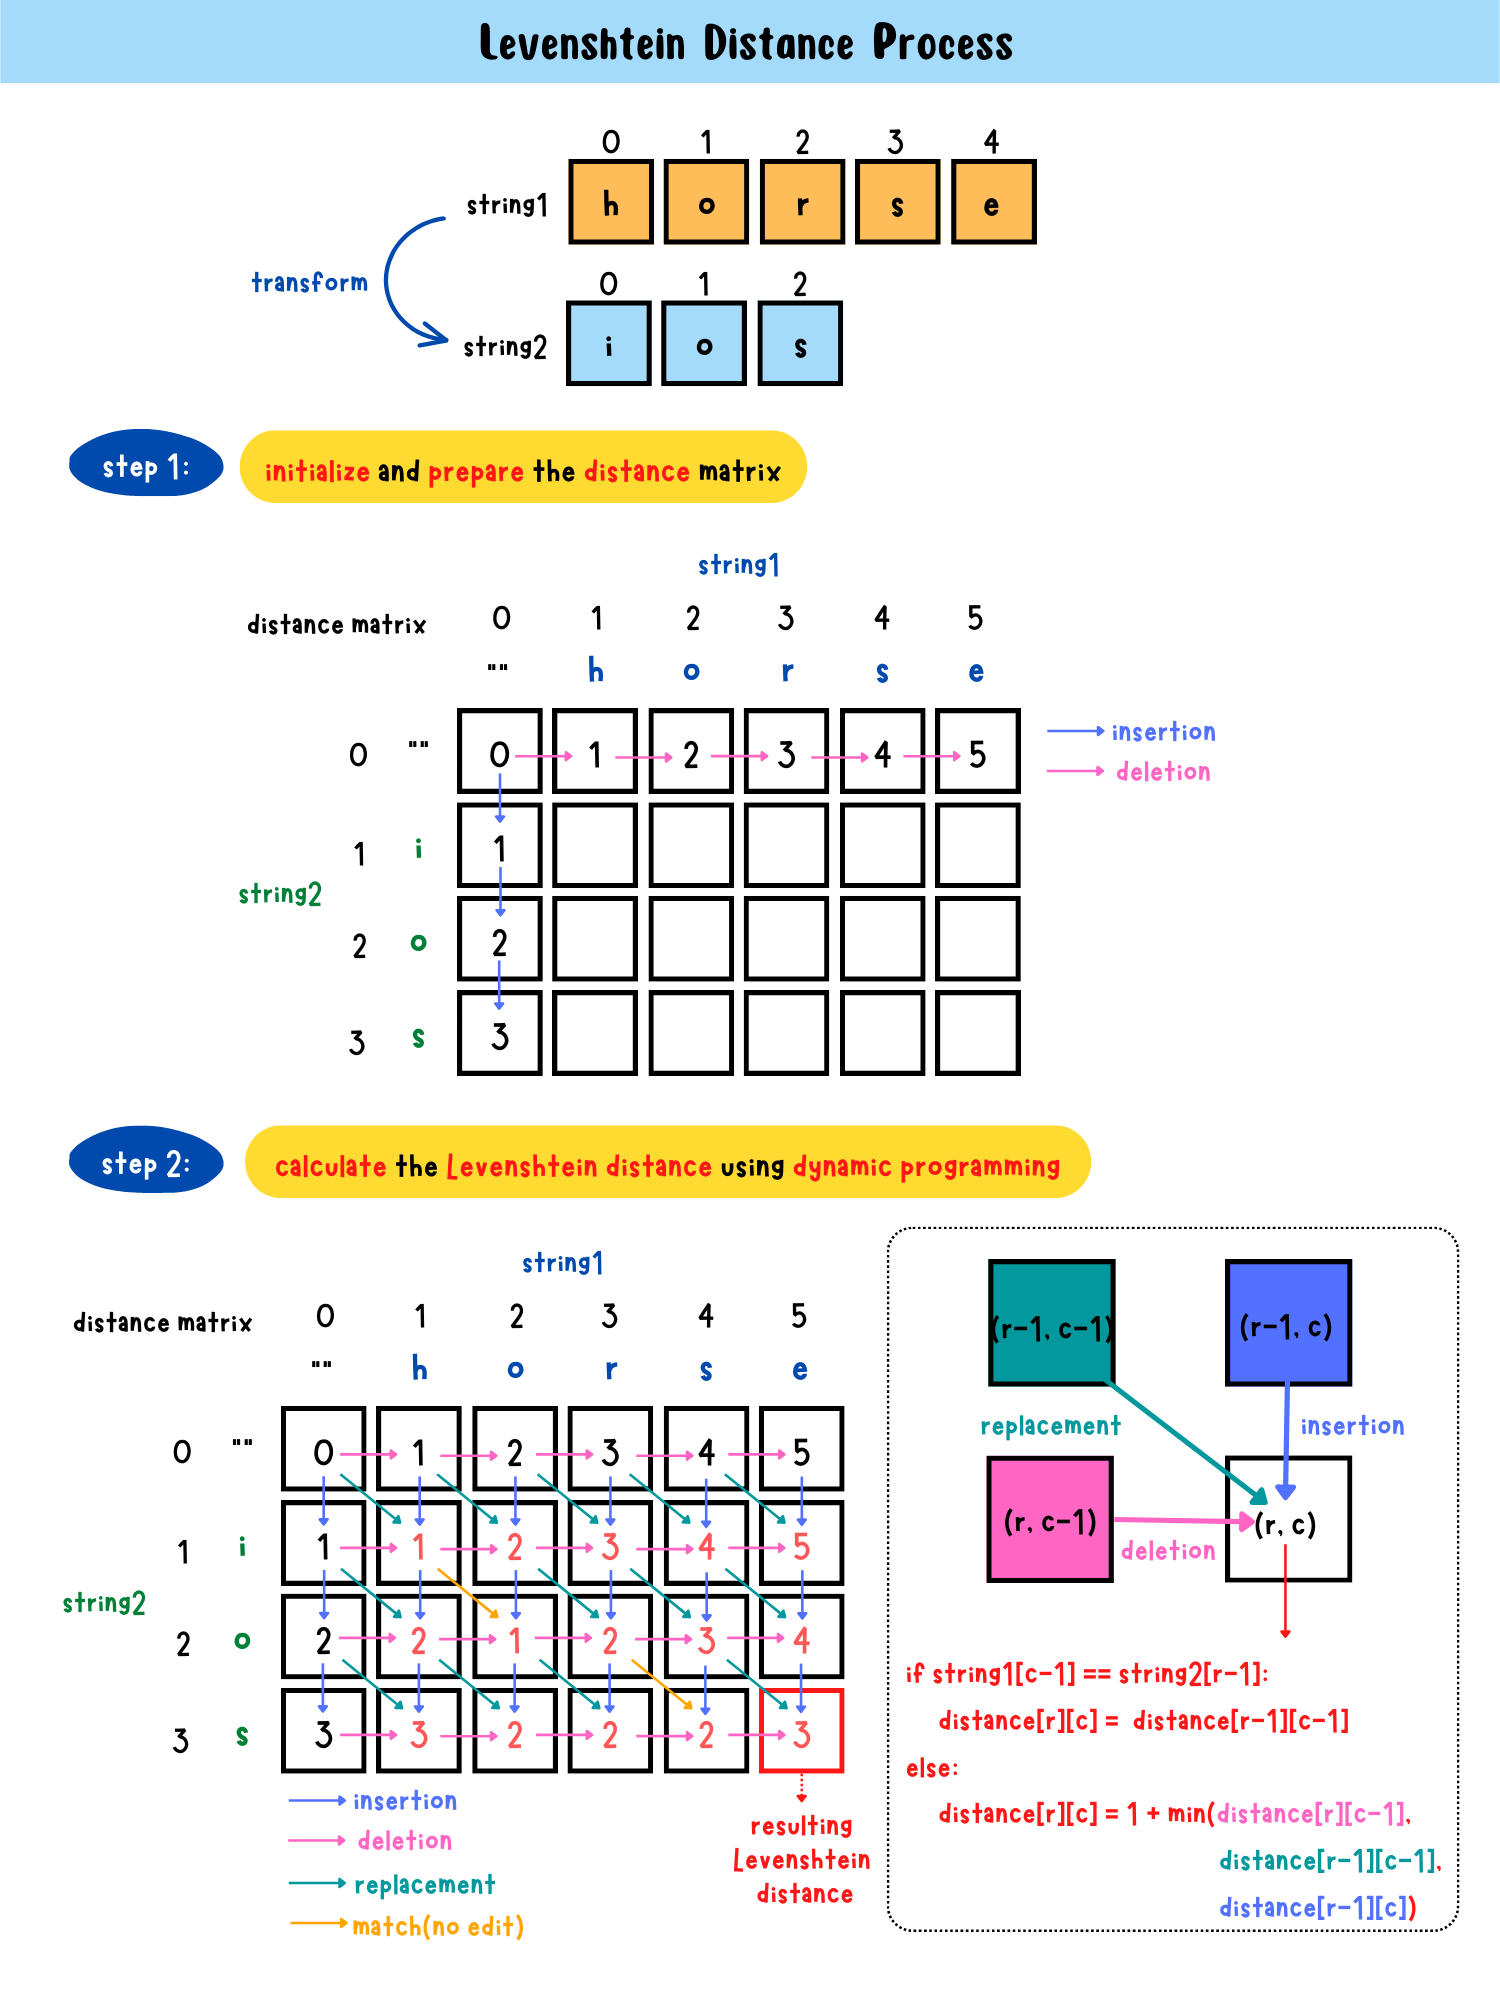 Levenshtein Distance Process
0 1 2 3 4
string1 h o r s e
transform
0 1 2
string2 i o s
step 1: initialize and prepare the distance matrix
string1
distance matrix 0 1 2 3 4 5
"" h o r s e
0 "" 0 1 2 3 4 5
insertion
deletion
1 i 1
string2
2 o 2
3 s 3
step 2: calculate the Levenshtein distance using dynamic programming
string1
distance matrix 0 1 2 3 4 5
"" h o r s e
0 "" 0 1 2 3 4 5
1 i 1 1 2 3 4 5
string2
2 o 2 2 1 2 3 4
3 s 3 3 2 2 2 3
insertion
deletion
replacement
match(no edit)
resulting
Levenshtein
distance
(r-1, c-1) (r-1, c)
replacement insertion
(r, c-1) (r, c)
deletion
if string1[c-1] == string2[r-1]:
distance[r][c] = distance[r-1][c-1]
else:
distance[r][c] = 1 + min(distance[r][c-1],
distance[r-1][c-1],
distance[r-1][c])